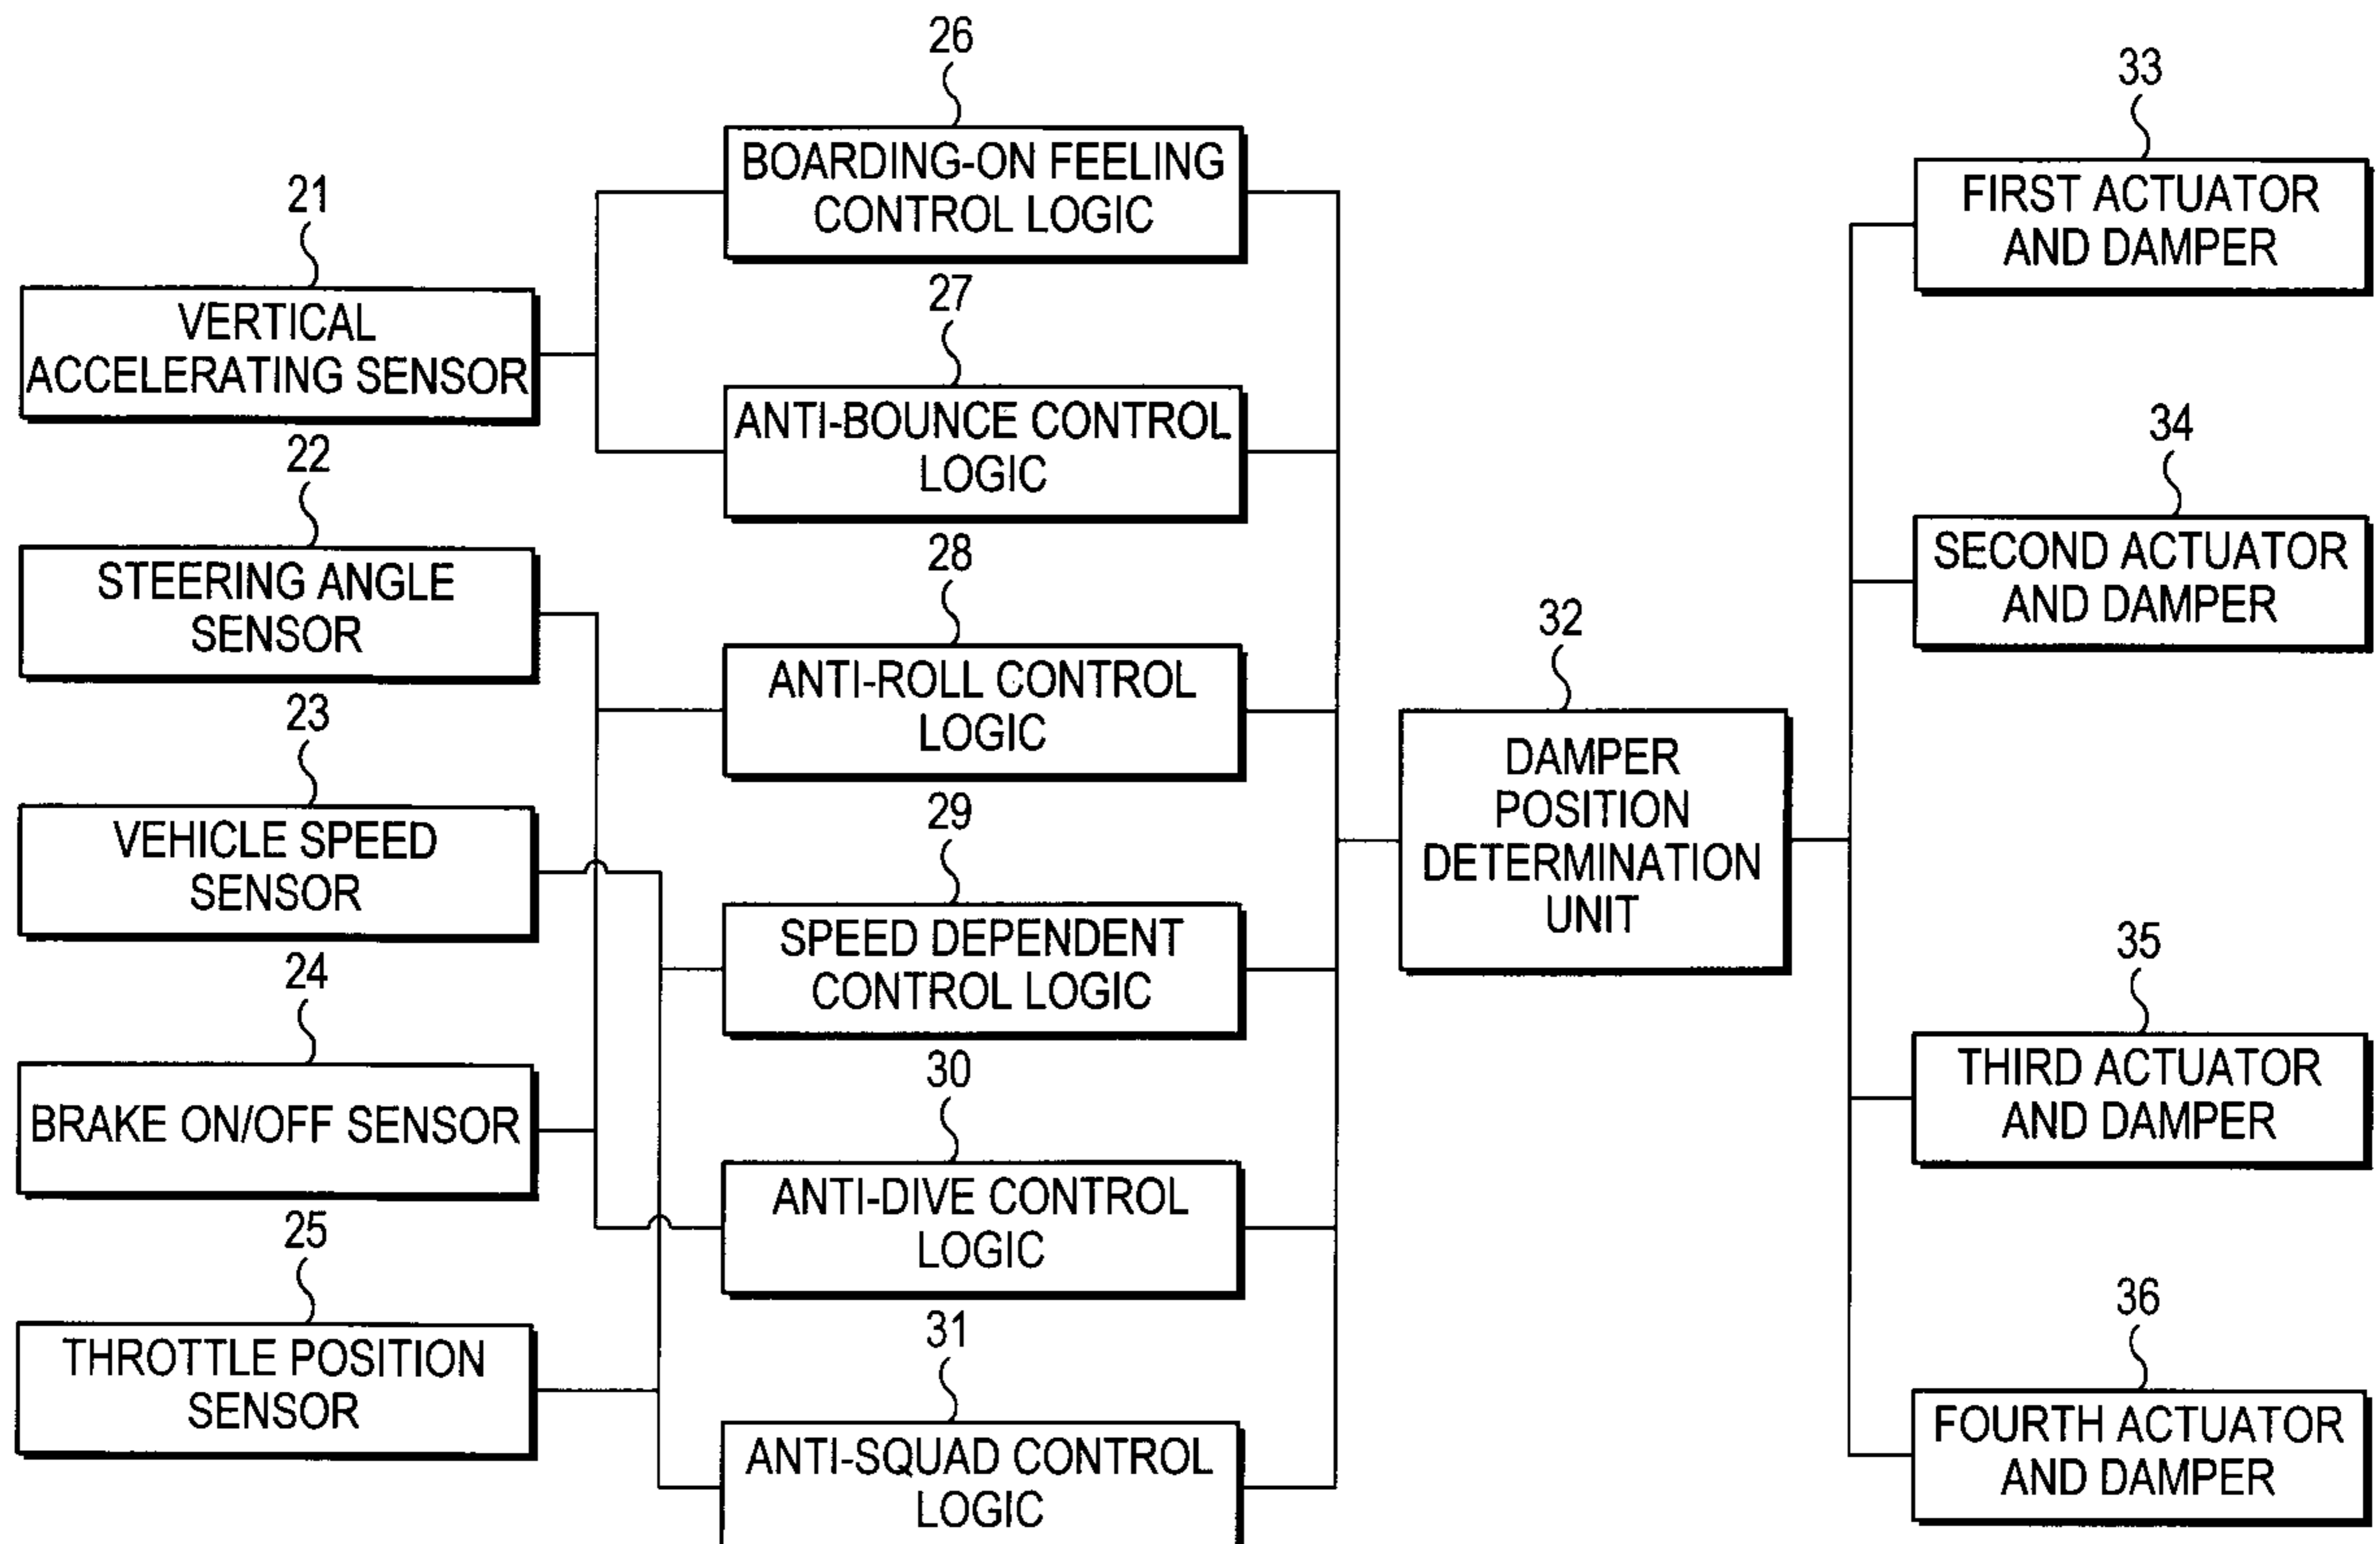 21
VERTICAL
ACCELERATING SENSOR
22
STEERING ANGLE
SENSOR
23
VEHICLE SPEED
SENSOR
24
BRAKE ON/OFF SENSOR
25
THROTTLE POSITION
SENSOR
26
BOARDING-ON FEELING
CONTROL LOGIC
27
ANTI-BOUNCE CONTROL
LOGIC
28
ANTI-ROLL CONTROL
LOGIC
29
SPEED DEPENDENT
CONTROL LOGIC
30
ANTI-DIVE CONTROL
LOGIC
31
ANTI-SQUAD CONTROL
LOGIC
32
DAMPER
POSITION
DETERMINATION
UNIT
33
FIRST ACTUATOR
AND DAMPER
34
SECOND ACTUATOR
AND DAMPER
35
THIRD ACTUATOR
AND DAMPER
36
FOURTH ACTUATOR
AND DAMPER